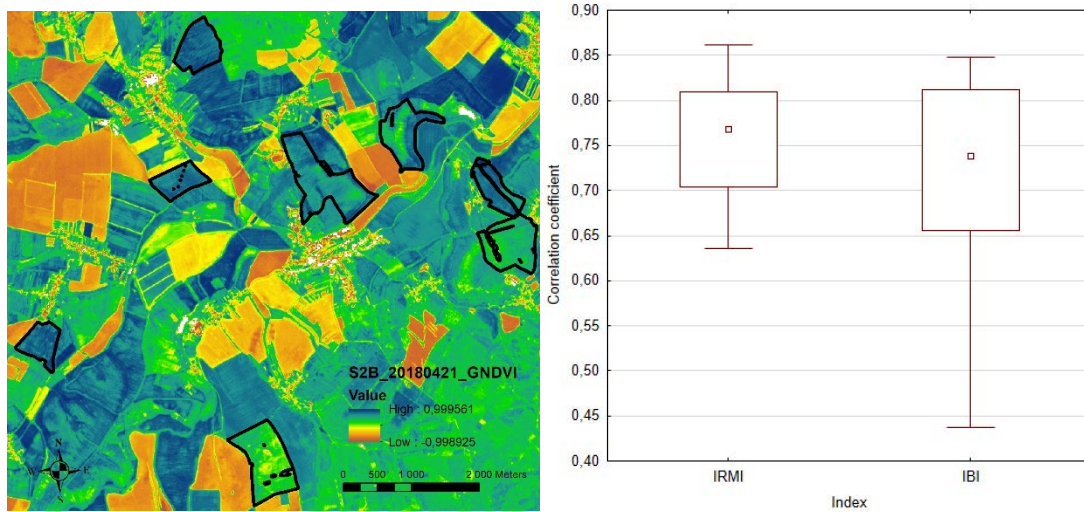 S2B_20180421_GNDVI
Value
High : 0,999561
Low : -0,998925
N
W E
S
0 500 1 000 2 000 Meters
0,90
0,85
0,80
0,75
0,70
0,65
0,60
0,55
0,50
0,45
0,40
Correlation coefficient
IRMI IBI
Index